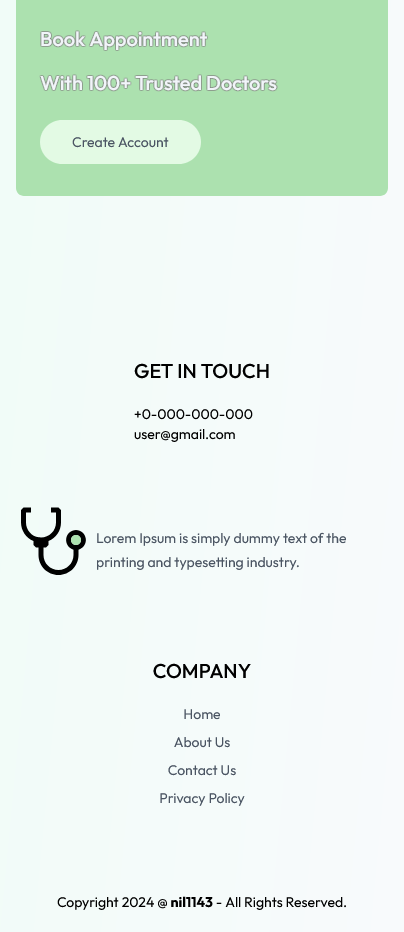 Book Appointment
With 100+ Trusted Doctors
Create Account
GET IN TOUCH
+0-000-000-000
user@gmail.com
Lorem Ipsum is simply dummy text of the
printing and typesetting industry.
COMPANY
Home
About Us
Contact Us
Privacy Policy
Copyright 2024 @ nil1143 - All Rights Reserved.